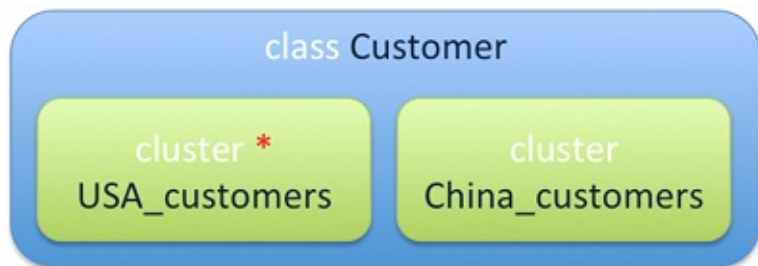 class Customer
cluster *
USA_customers
cluster
China_customers